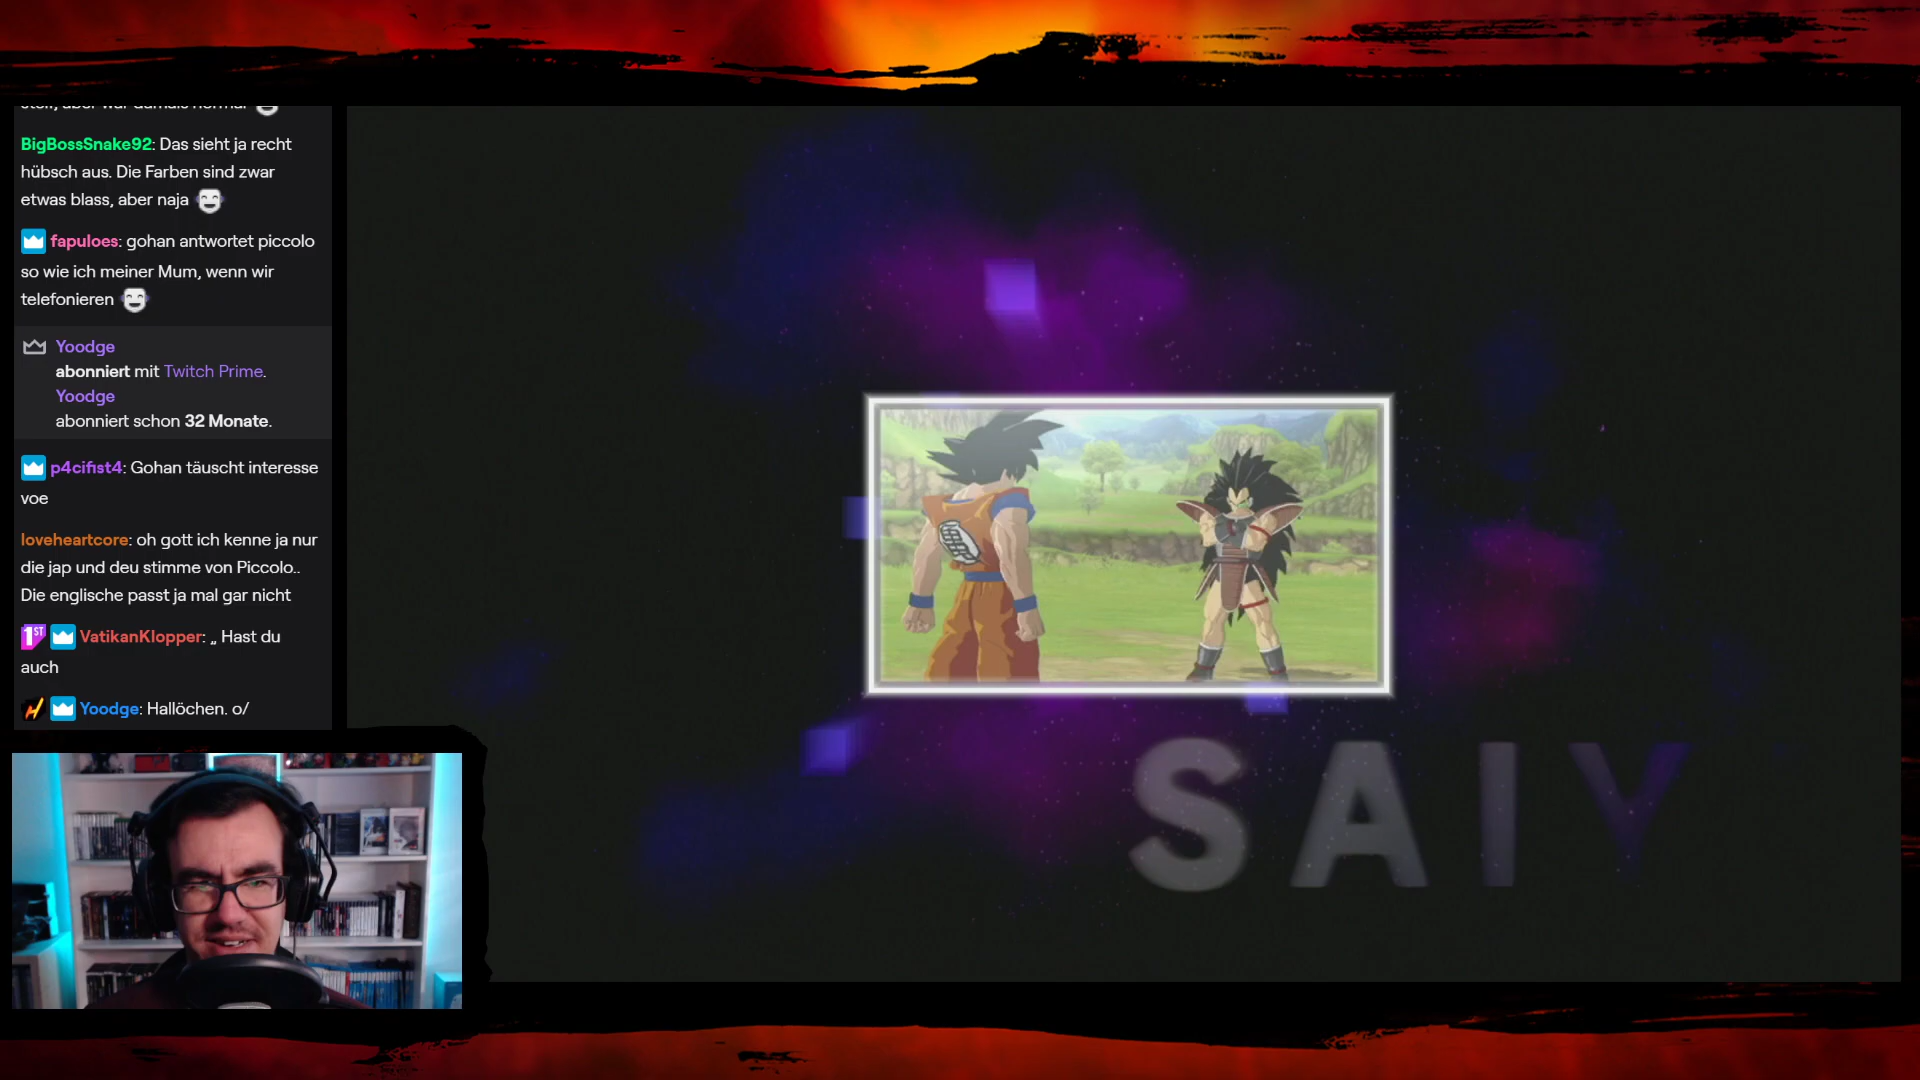 BigBossSnake92: Das sieht ja recht
hübsch aus. Die Farben sind zwar
etwas blass, aber naja
fapuloes: gohan antwortet piccolo
so wie ich meiner Mum, wenn wir
telefonieren
Yoodge
abonniert mit Twitch Prime.
Yoodge
abonniert schon 32 Monate.
p4cifist4: Gohan täuscht interesse
voe
loveheartcore: oh gott ich kenne ja nur
die jap und deu stimme von Piccolo..
Die englische passt ja mal gar nicht
1ST VatikanKlopper: „ Hast du
auch
Yoodge: Hallöchen. o/
SAIY